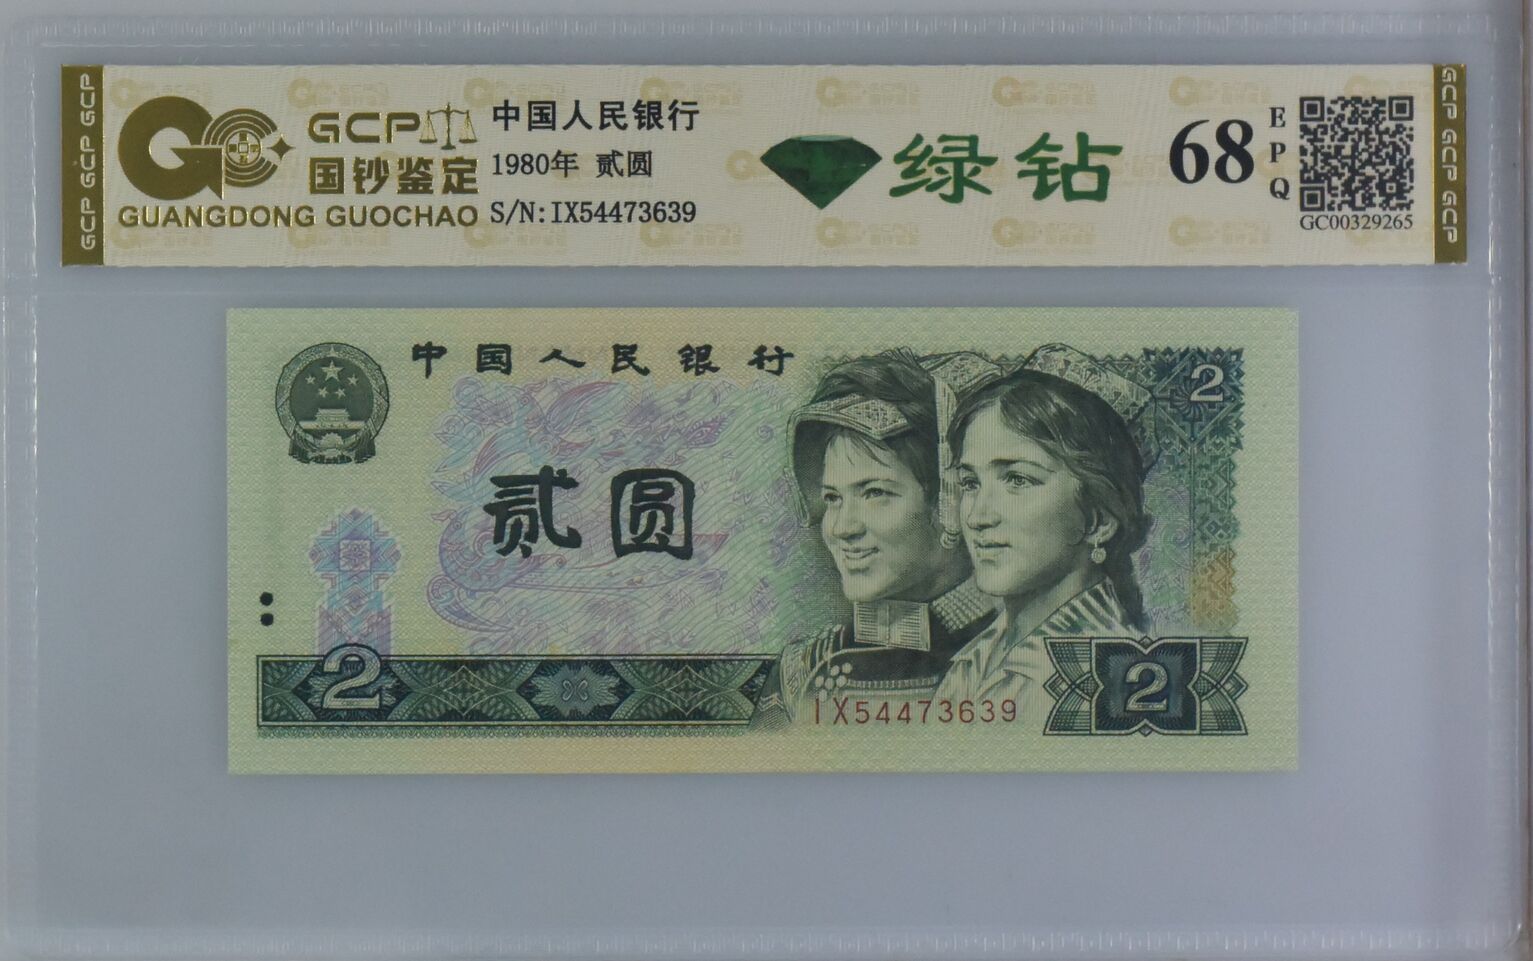 GCP GCP GCP
GCP
国钞鉴定
GUANGDONG GUOCHAO
中国人民银行
1980年 贰圆
S/N:IX54473639
绿钻
68
EPQ
GC00329265
GCP GCP GCP
中国人民银行
2
贰圆
2
IX54473639
2